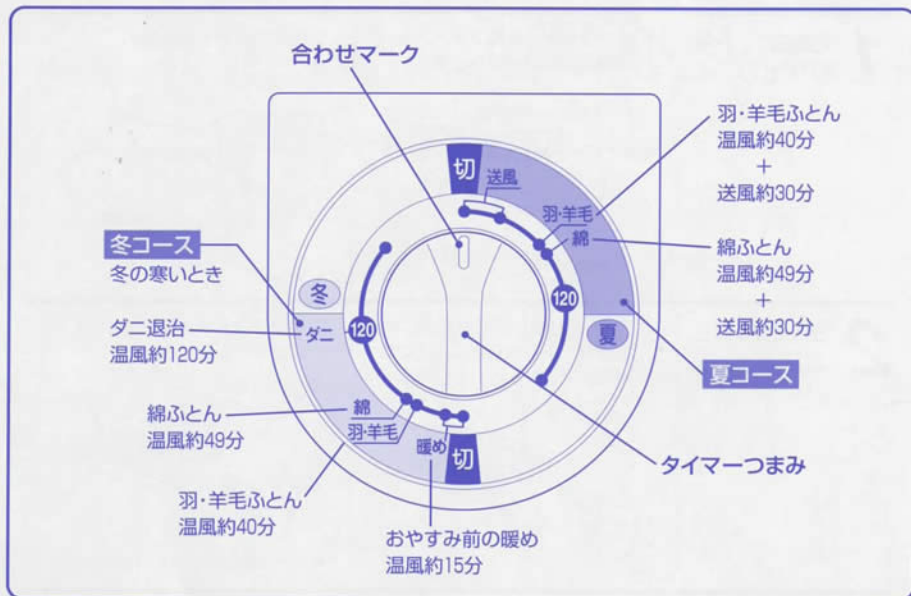 合わせマーク
羽・羊毛ふとん
温風約40分
+
送風約30分
切
送風
羽・羊毛
綿
綿ふとん
温風約49分
+
送風約30分
冬コース
冬の寒いとき
冬
120
120
夏
夏コース
ダニ退治
温風約120分
ダニ
綿ふとん
温風約49分
綿
羽・羊毛
暖め
切
タイマーつまみ
羽・羊毛ふとん
温風約40分
おやすみ前の暖め
温風約15分